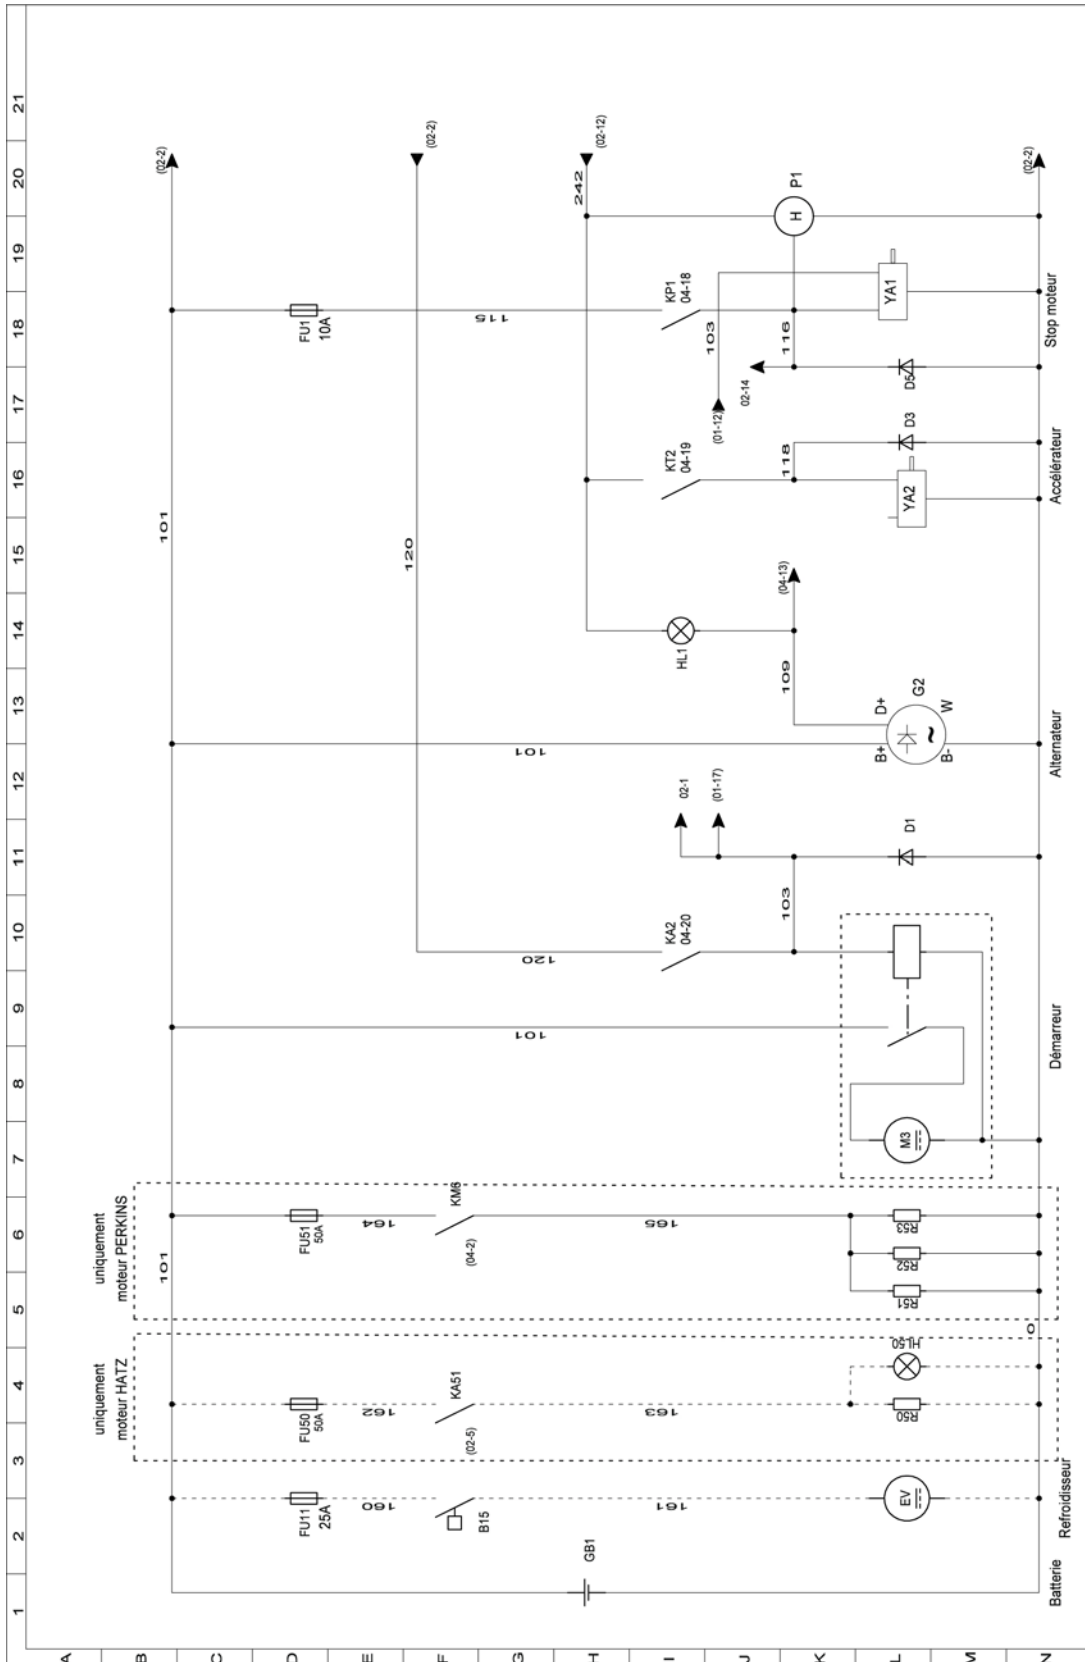 1
2
3
4
5
6
7
8
9
10
11
12
13
14
15
16
17
18
19
20
21
A
B
C
D
E
F
G
H
I
J
K
L
M
N
uniquement
moteur HATZ
uniquement
moteur PERKINS
101
101
(02-2)
FU11
25A
FU50
50A
FU51
50A
FU1
10A
160
162
164
B15
KA51
(02-5)
KM6
(04-2)
120
(02-2)
101
101
115
120
GB1
161
163
165
242
(02-12)
KA2
04-20
02-1
(01-17)
HL1
KT2
04-19
(01-12)
KP1
04-18
103
02-14
103
109
(04-13)
118
116
H
P1
EV
R50
HL50
R51
R52
R53
M3
D1
B+
D+
G2
B-
W
YA2
D3
D5
YA1
0
(02-2)
Batterie
Refroidisseur
Démarreur
Alternateur
Accélérateur
Stop moteur